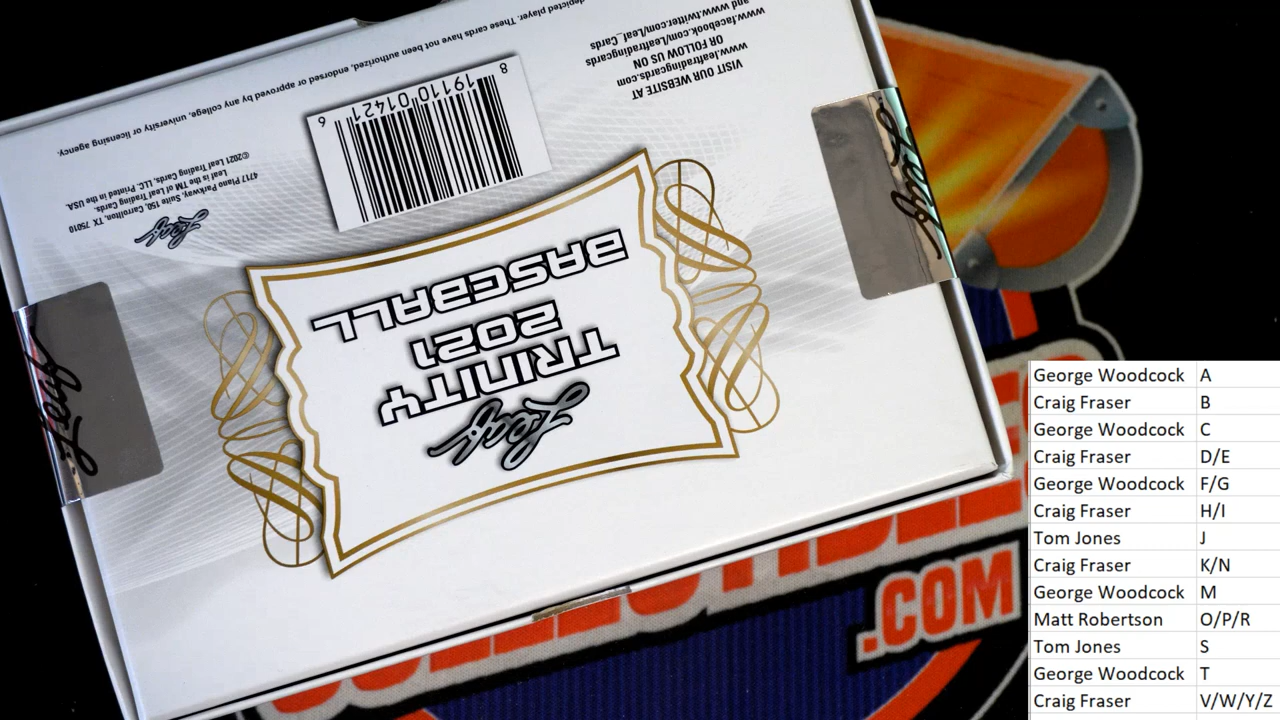 depicted player. These cards have not been authorized, endorsed or approved by any college, university or licensing agency.
VISIT OUR WEBSITE AT
www.leaftradingcards.com
OR FOLLOW US ON
www.facebook.com/Leaftradingcards
and www.twitter.com/Leaf_Cards
8 19110 01421 6
Leaf
4717 Plano Parkway, Suite 150, Carrollton, TX 75010
Leaf is the TM of Leaf Trading Cards.
©2021 Leaf Trading Cards, LLC. Printed in the USA.
Leaf
TRINITY
2021
BASEBALL
Leaf
Leaf
.COM
George Woodcock A
Craig Fraser B
George Woodcock C
Craig Fraser D/E
George Woodcock F/G
Craig Fraser H/I
Tom Jones J
Craig Fraser K/N
George Woodcock M
Matt Robertson O/P/R
Tom Jones S
George Woodcock T
Craig Fraser V/W/Y/Z